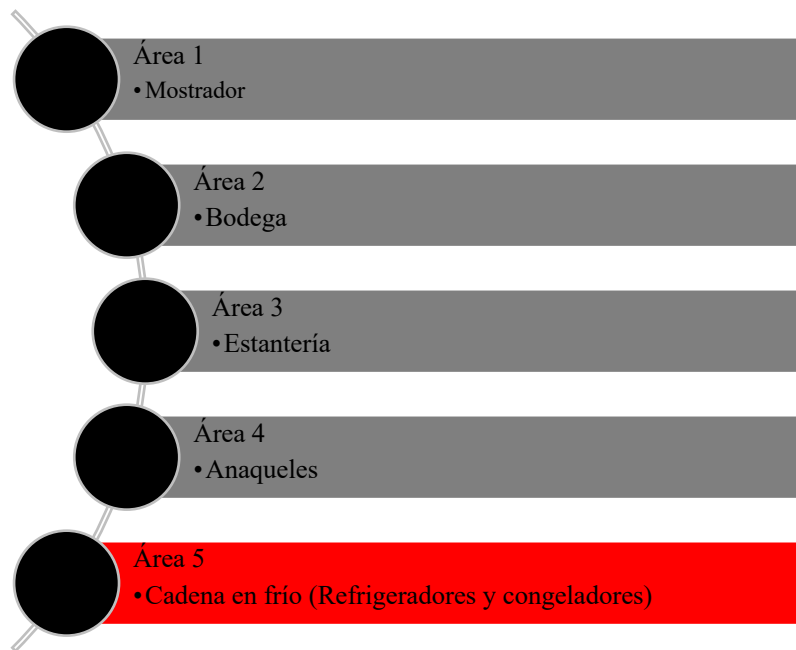 Área 1
•Mostrador
Área 2
•Bodega
Área 3
•Estantería
Área 4
•Anaqueles
Área 5
•Cadena en frío (Refrigeradores y congeladores)